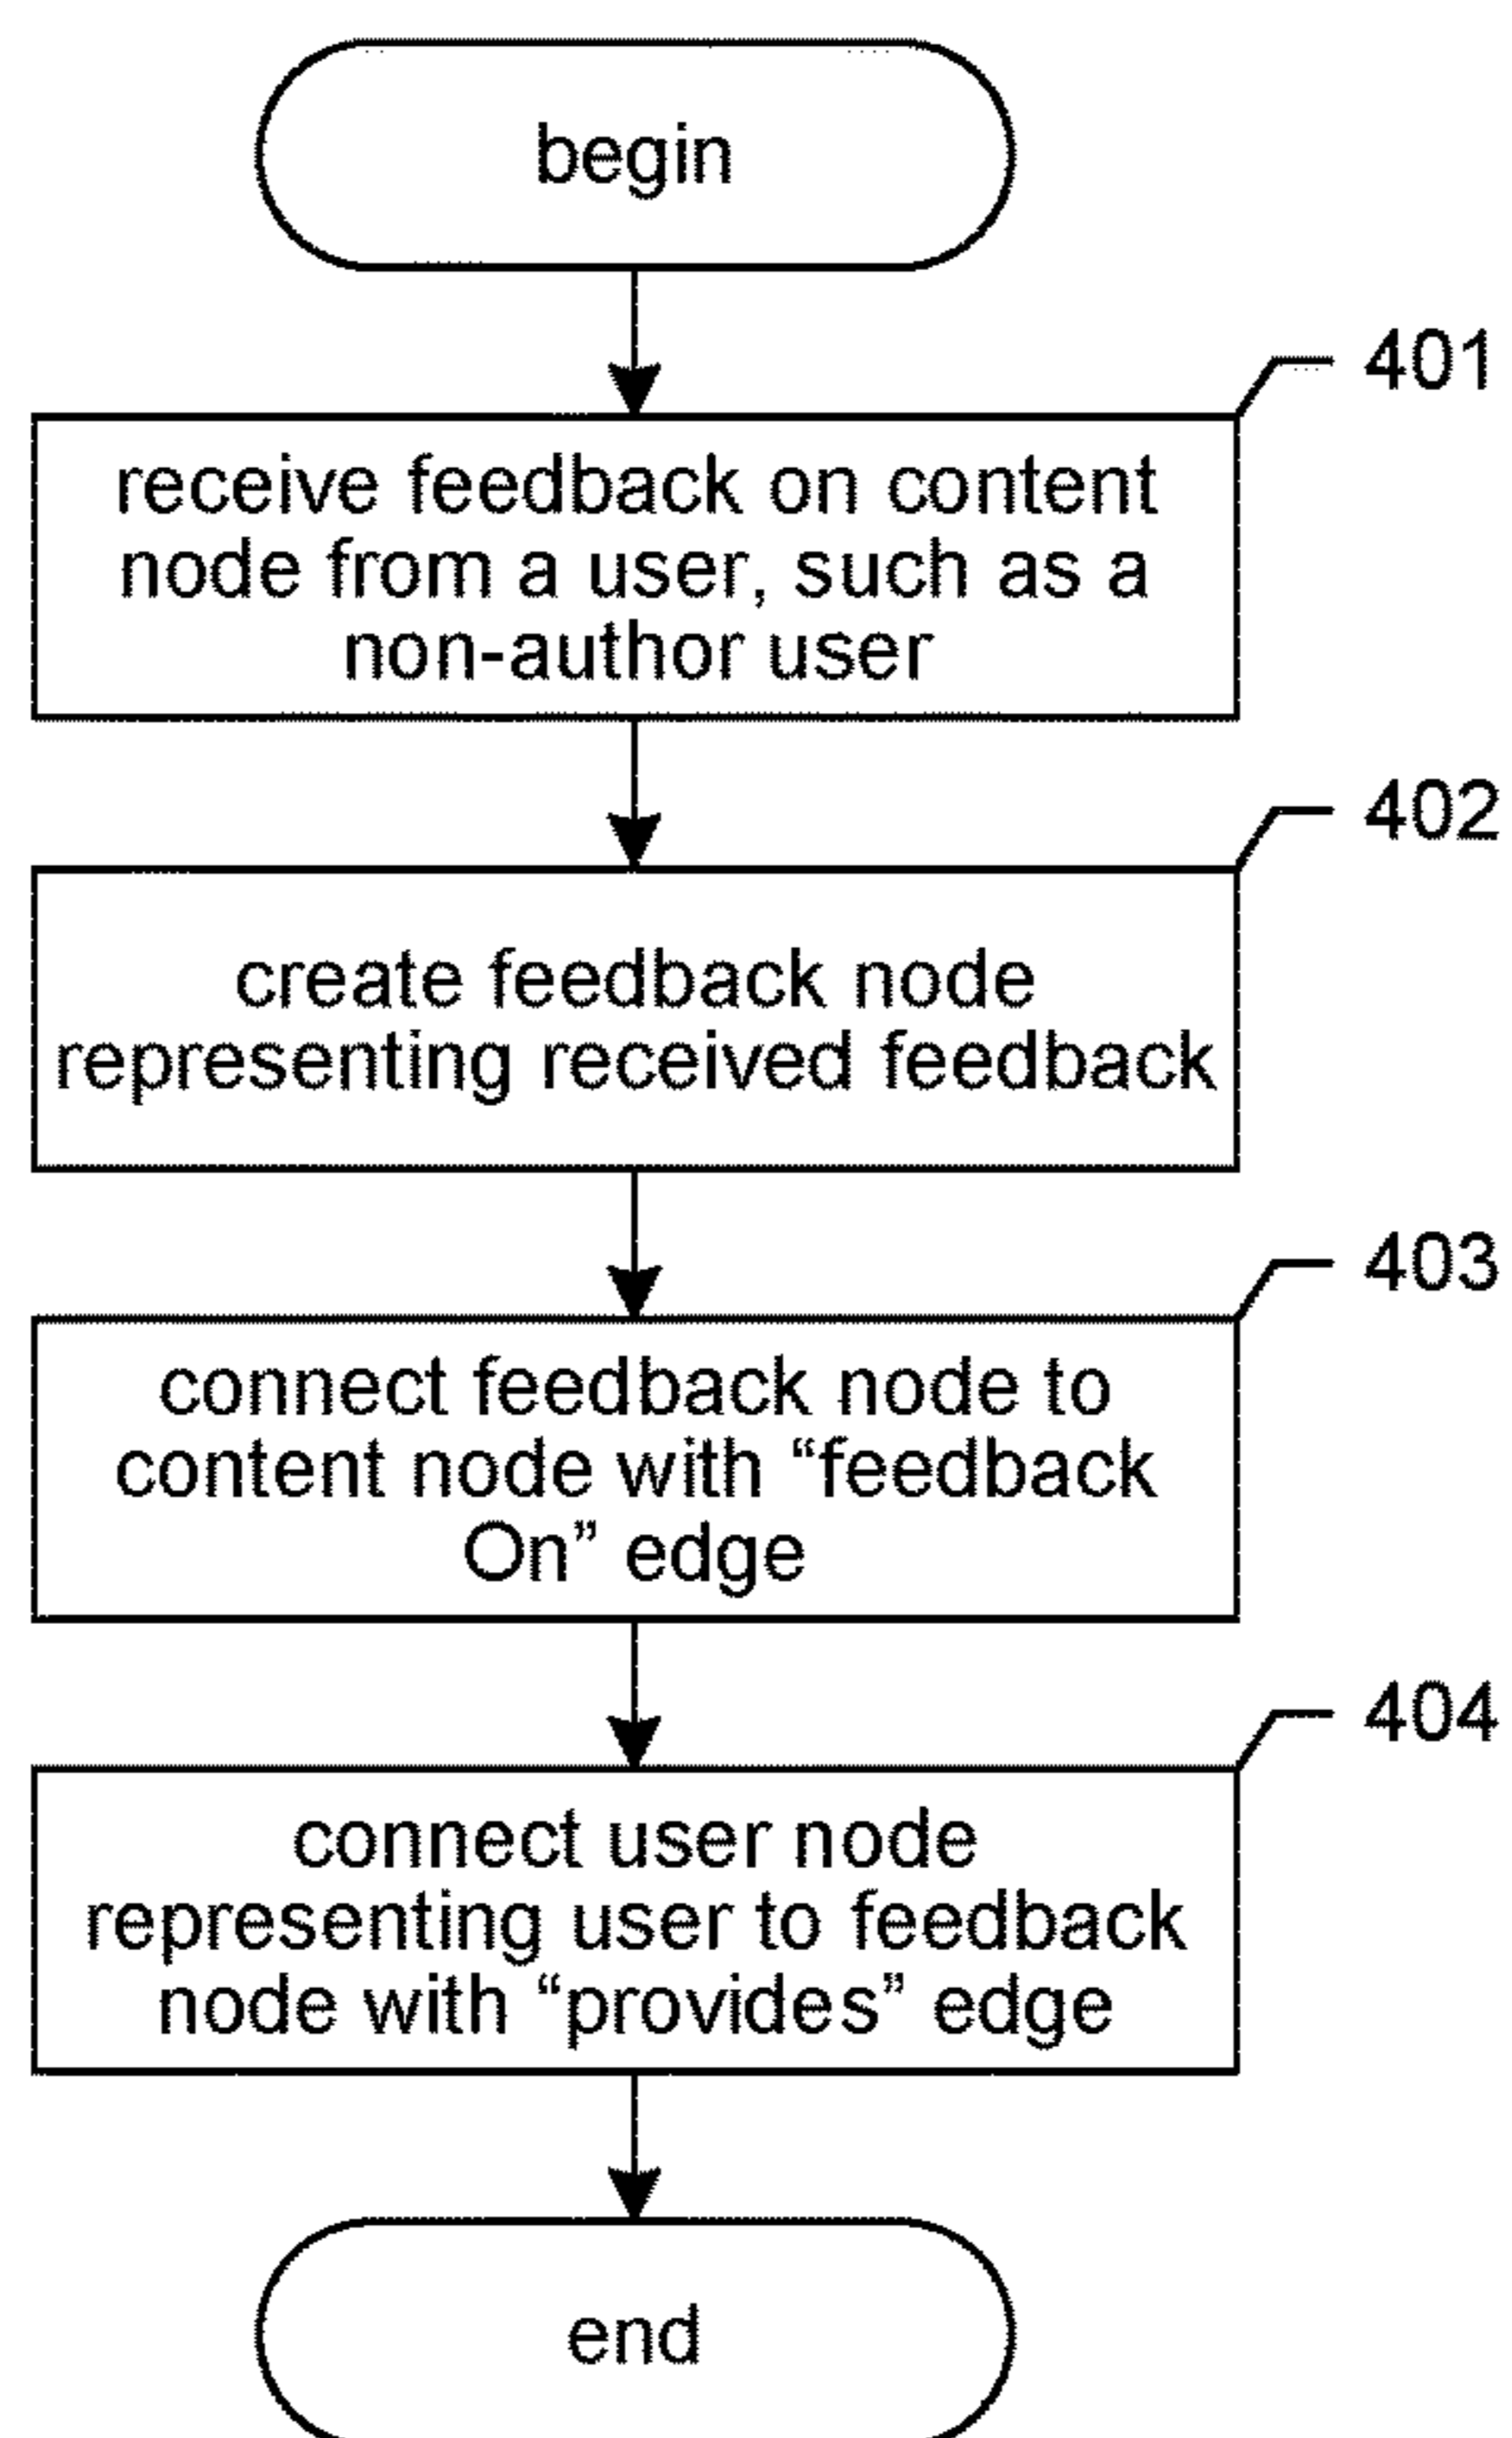 begin
401
receive feedback on content
node from a user, such as a
non-author user
402
create feedback node
representing received feedback
403
connect feedback node to
content node with “feedback
On” edge
404
connect user node
representing user to feedback
node with “provides” edge
end